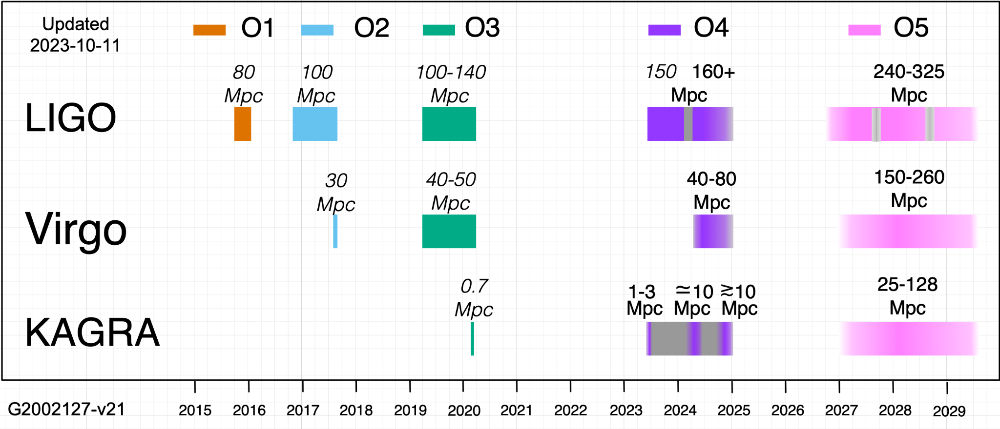 Updated
2023-10-11
O1 O2 O3 O4 O5
80
Mpc
100
Mpc
100-140
Mpc
150 160+
Mpc
240-325
Mpc
LIGO
30
Mpc
40-50
Mpc
40-80
Mpc
150-260
Mpc
Virgo
0.7
Mpc
1-3
Mpc
≃10
Mpc
≳10
Mpc
25-128
Mpc
KAGRA
G2002127-v21
2015 2016 2017 2018 2019 2020 2021 2022 2023 2024 2025 2026 2027 2028 2029